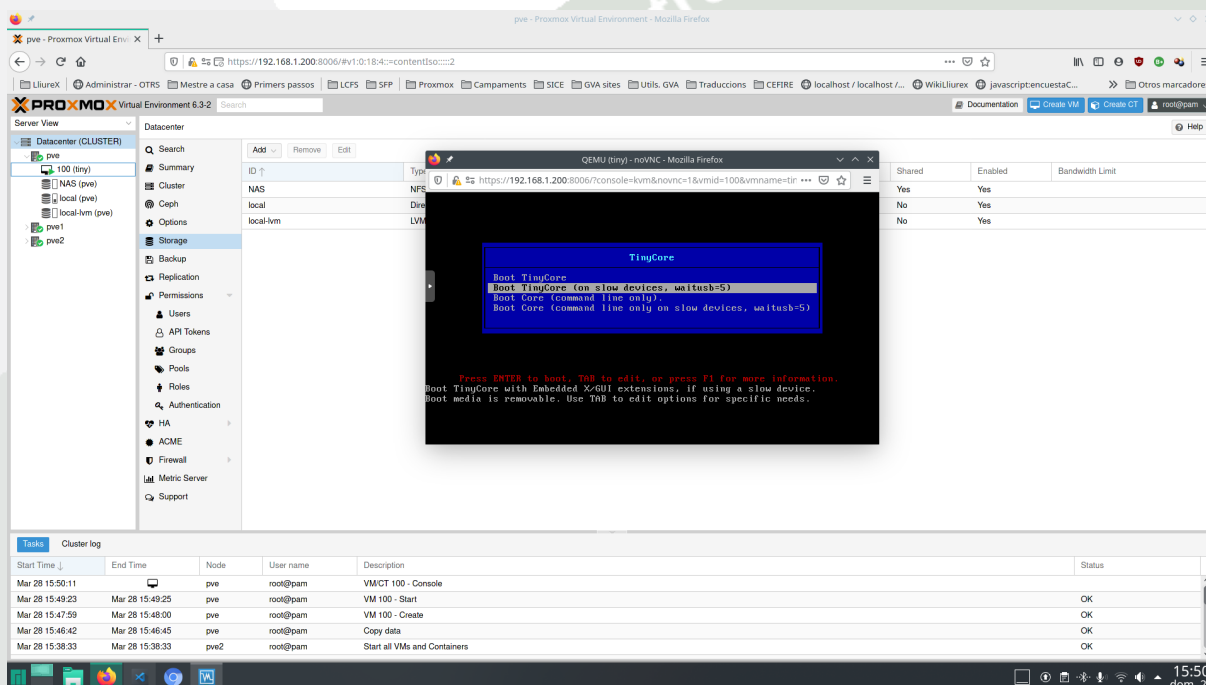 pve - Proxmox Virtual Environment - Mozilla Firefox
pve - Proxmox Virtual Envi
https://192.168.1.200:8006/#v1:0:18:4::=contentIso:::::2
LliureX Administrar - OTRS Mestre a casa Primers passos LCFS SFP Proxmox Campaments SICE GVA sites Utils. GVA Traduccions CEFIRE localhost / localhost /... WikiLliurex javascript:encuestaC... Otros marcadores
PROXMOX Virtual Environment 6.3-2 Search Documentation Create VM Create CT root@pam
Server View
Datacenter (CLUSTER)
pve
100 (tiny)
NAS (pve)
local (pve)
local-lvm (pve)
pve1
pve2
Datacenter
Help
Search
Summary
Cluster
Ceph
Options
Storage
Backup
Replication
Permissions
Users
API Tokens
Groups
Pools
Roles
Authentication
HA
ACME
Firewall
Metric Server
Support
Add Remove Edit
ID Type Shared Enabled Bandwidth Limit
NAS NFS Yes Yes
local Dire No Yes
local-lvm LVM No Yes
QEMU (tiny) - noVNC - Mozilla Firefox
https://192.168.1.200:8006/?console=kvm&novnc=1&vmid=100&vmname=tin
TinyCore
Boot TinyCore
Boot TinyCore (on slow devices, waitusb=5)
Boot Core (command line only).
Boot Core (command line only on slow devices, waitusb=5)
Press ENTER to boot, TAB to edit, or press F1 for more information.
Boot TinyCore with Embedded X/GUI extensions, if using a slow device.
Boot media is removable. Use TAB to edit options for specific needs.
Tasks Cluster log
Start Time End Time Node User name Description Status
Mar 28 15:50:11 pve root@pam VM/CT 100 - Console
Mar 28 15:49:23 Mar 28 15:49:25 pve root@pam VM 100 - Start OK
Mar 28 15:47:59 Mar 28 15:48:00 pve root@pam VM 100 - Create OK
Mar 28 15:46:42 Mar 28 15:46:45 pve root@pam Copy data OK
Mar 28 15:38:33 Mar 28 15:38:33 pve2 root@pam Start all VMs and Containers OK
15:50